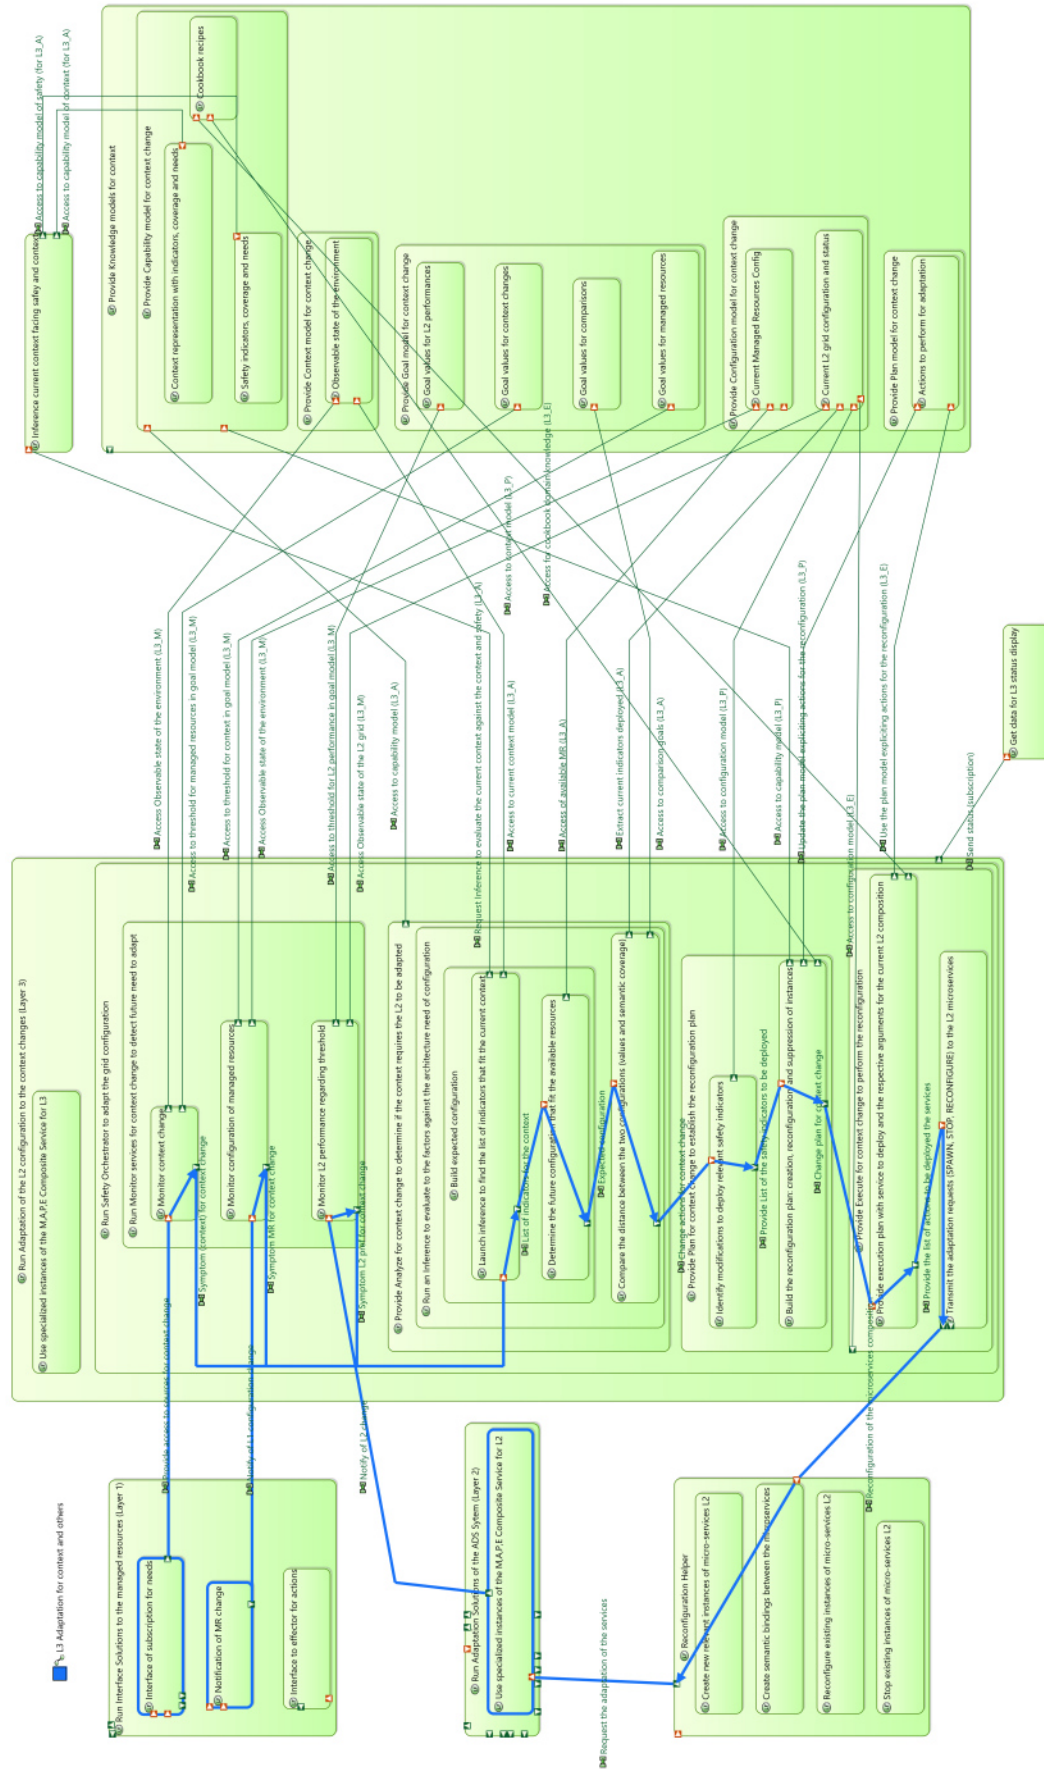 L3 Adaptation for context and others
Run Interface Solutions to the managed resources (Layer 1)
Interface of subscription for needs
Notification of MR change
Interface to effector for actions
Run Adaptation Solutions of the ADS Sytem (Layer 2)
Use specialized instances of the M,A,P,E Composite Service for L2
Reconfiguration Helper
Create new relevant instances of micro-services L2
Create semantic bindings between the microservices
Reconfigure existing instances of micro-services L2
Stop existing instances of micro-services L2
Request the adaptation of the services
Provide access to sources for context change
Notify of L1 configuration change
Notify of L2 change
Reconfiguration of the microservices
Run Adaptation of the L2 configuration to the context changes (Layer 3)
Use specialized instances of the M,A,P,E Composite Service for L3
Run Safety Orchestrator to adapt the grid configuration
Run Monitor services for context change to detect future need to adapt
Monitor context change
Symptom (context) for context change
Monitor configuration of managed resources
Symptom MR for context change
Monitor L2 performance regarding threshold
Symptom L2 pref for context change
Provide Analyze for context change to determine if the context requires the L2 to be adapted
Run an Inference to evaluate to the factors against the architecture need of configuration
Build expected configuration
Launch inference to find the list of indicators that fit the current context
List of indicators for the context
Determine the future configuration that fit the available resources
Expected configuration
Compare the distance between the two configurations (values and semantic coverage)
Change actions for context change
Provide Plan for context change to establish the reconfiguration plan
Identify modifications to deploy relevant safety indicators
Provide List of the safety indicators to be deployed
Build the reconfiguration plan: creation, reconfiguration and suppression of instances
Change plan for context change
Provide Execute for context change to perform the reconfiguration
Provide execution plan with service to deploy and the respective arguments for the current L2 composition
Provide the list of actions to be deployed the services
Transmit the adaptation requests (SPAWN, STOP, RECONFIGURE) to the L2 microservices
Access Observable state of the environment (L3_M)
Access to threshold for managed resources in goal model (L3_M)
Access to threshold for context in goal model (L3_M)
Access Observable state of the environment (L3_M)
Access to threshold for L2 performance in goal model (L3_M)
Access Observable state of the L2 grid (L3_M)
Access to capability model (L3_A)
Request Inference to evaluate the current context against the context and safety (L3_A)
Access to current context model (L3_A)
Access of available MR (L3_A)
Extract current indicators deployed (L3_A)
Access to comparison goals (L3_A)
Access to configuration model (L3_P)
Access to capability model (L3_P)
Update the plan model expliciting actions for the reconfiguration (L3_P)
Access to configuration model (L3_E)
Use the plan model expliciting actions for the reconfiguration (L3_E)
Send status (subscription)
Get data for L3 status display
Access to context model (L3_P)
Access for cookbook domain knowledge (L3_E)
Inference current context facing safey and context
Access to capability model of safety (for L3_A)
Access to capability model of context (for L3_A)
Provide Knowledge models for context
Provide Capability model for context change
Context representation with indicators, coverage and needs
Cookbook recipes
Safety indicators, coverage and needs
Provide Context model for context change
Observable state of the environment
Provide Goal model for context change
Goal values for L2 performances
Goal values for context changes
Goal values for comparisons
Goal values for managed resources
Provide Configuration model for context change
Current Managed Resources Config
Current L2 grid configuration and status
Provide Plan model for context change
Actions to perform for adaptation